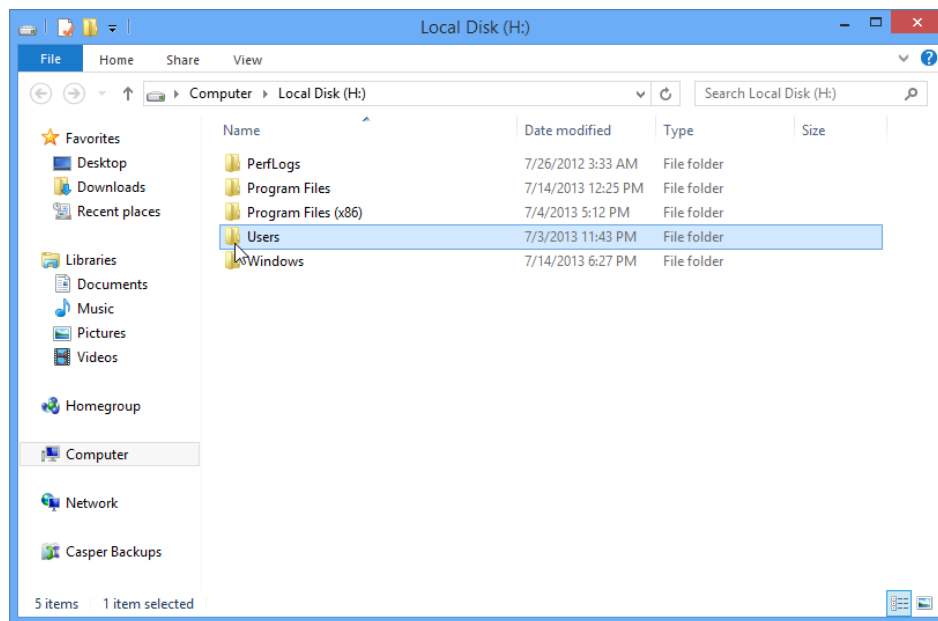 Local Disk (H:)
File Home Share View
Computer Local Disk (H:) Search Local Disk (H:)
Name Date modified Type Size
Favorites
Desktop
Downloads
Recent places
Libraries
Documents
Music
Pictures
Videos
Homegroup
Computer
Network
Casper Backups
PerfLogs 7/26/2012 3:33 AM File folder
Program Files 7/14/2013 12:25 PM File folder
Program Files (x86) 7/4/2013 5:12 PM File folder
Users 7/3/2013 11:43 PM File folder
Windows 7/14/2013 6:27 PM File folder
5 items 1 item selected